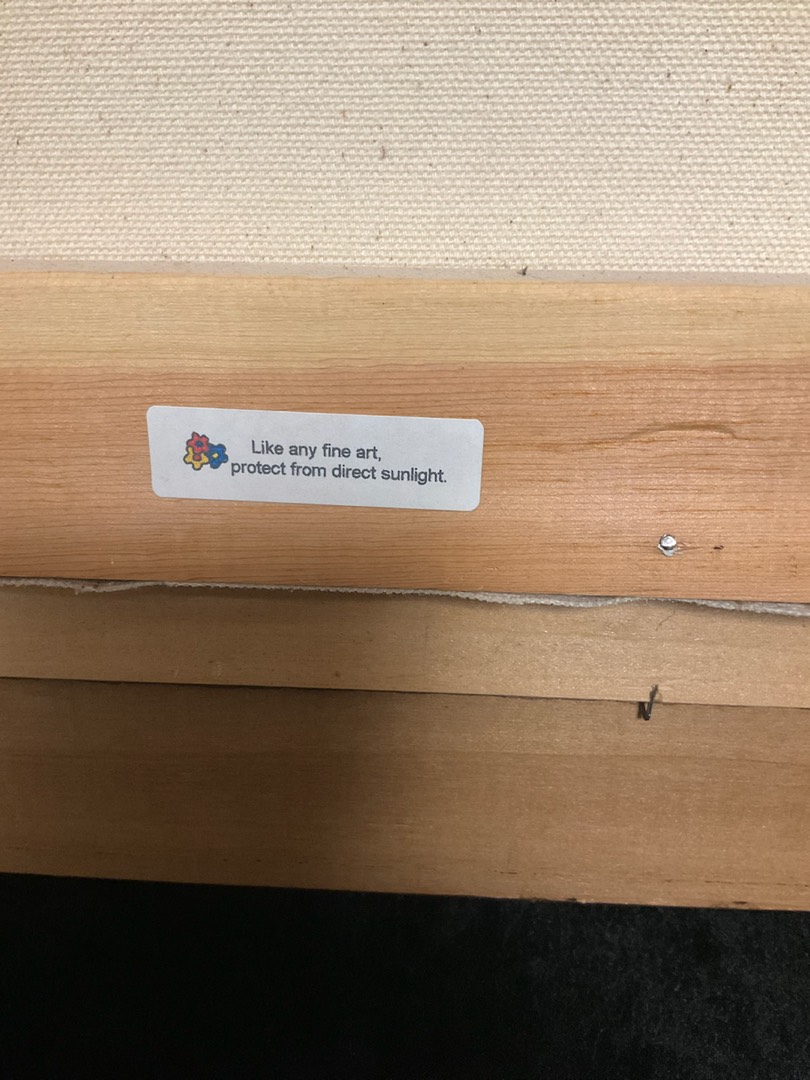 Like any fine art,
protect from direct sunlight.